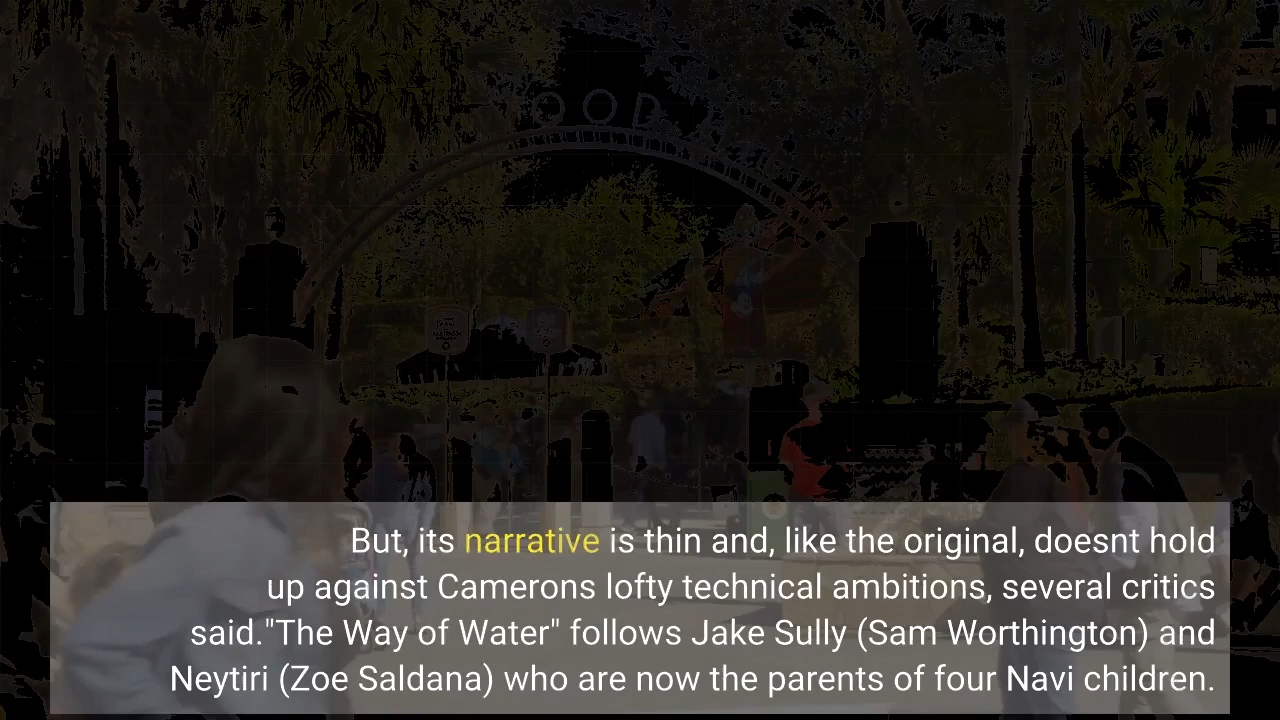 OOD
But, its narrative is thin and, like the original, doesnt hold
up against Camerons lofty technical ambitions, several critics
said."The Way of Water" follows Jake Sully (Sam Worthington) and
Neytiri (Zoe Saldana) who are now the parents of four Navi children.